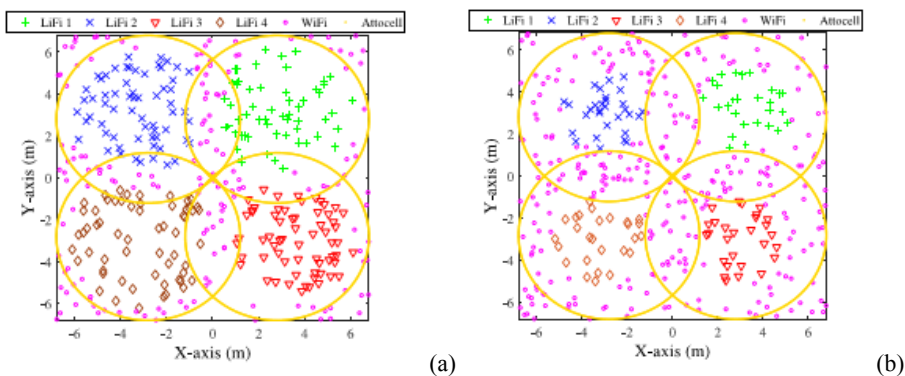 LiFi 1 LiFi 2 LiFi 3 LiFi 4 WiFi Attocell
6
4
2
0
-2
-4
-6
Y-axis (m)
-6 -4 -2 0 2 4 6
X-axis (m)
(a)
LiFi 1 LiFi 2 LiFi 3 LiFi 4 WiFi Attocell
6
4
2
0
-2
-4
-6
Y-axis (m)
-6 -4 -2 0 2 4 6
X-axis (m)
(b)